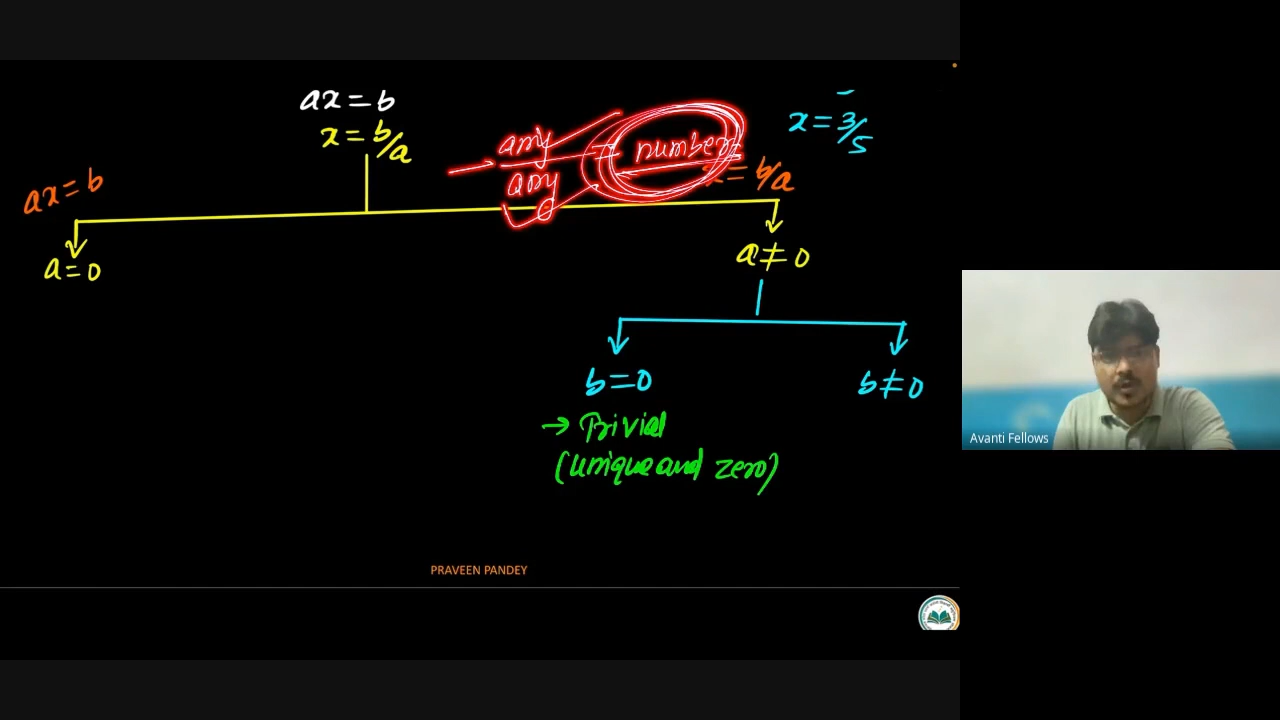 ax = b
x = b/a
any
any
number
x = 3/5
x = b/a
ax = b
a = 0
a ≠ 0
b = 0
b ≠ 0
→ Trivial
(unique and zero)
Avanti Fellows
PRAVEEN PANDEY